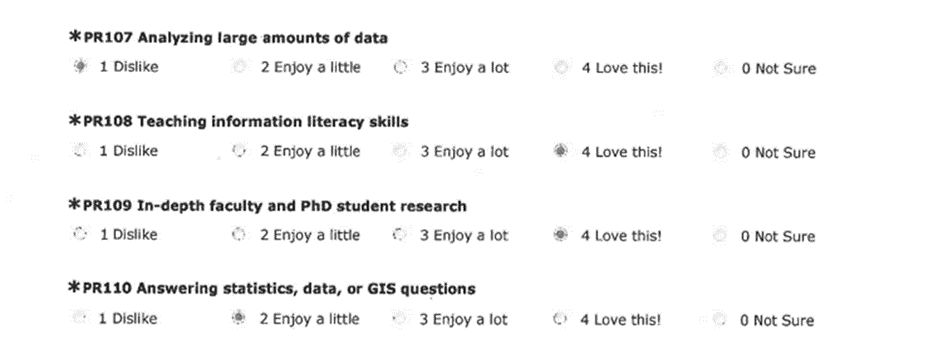 *PR107 Analyzing large amounts of data
1 Dislike 2 Enjoy a little 3 Enjoy a lot 4 Love this! 0 Not Sure
*PR108 Teaching information literacy skills
1 Dislike 2 Enjoy a little 3 Enjoy a lot 4 Love this! 0 Not Sure
*PR109 In-depth faculty and PhD student research
1 Dislike 2 Enjoy a little 3 Enjoy a lot 4 Love this! 0 Not Sure
*PR110 Answering statistics, data, or GIS questions
1 Dislike 2 Enjoy a little 3 Enjoy a lot 4 Love this! 0 Not Sure